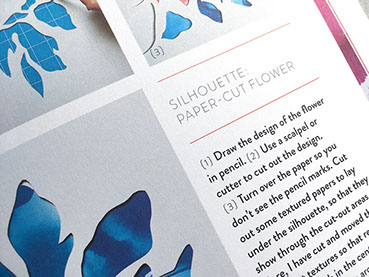 (3)
SILHOUETTE:
PAPER-CUT FLOWER
(1) Draw the design of the flower
in pencil. (2) Use a scalpel or
cutter to cut out the design.
(3) Turn over the paper so you
don't see the pencil marks. Cut
out some textured papers to lay
under the silhouette, so that they
show through the cut-out areas.
I have cut and moved th
textures so that
the cent